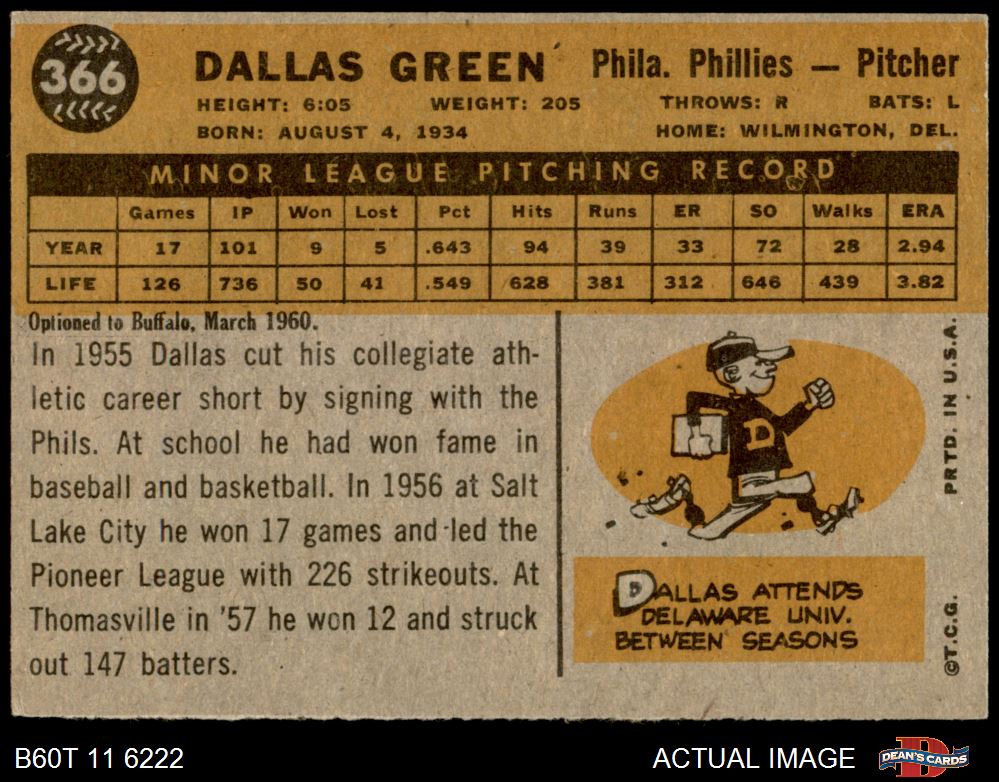 366
DALLAS GREEN Phila. Phillies — Pitcher
HEIGHT: 6:05 WEIGHT: 205 THROWS: R BATS: L
BORN: AUGUST 4, 1934 HOME: WILMINGTON, DEL.
MINOR LEAGUE PITCHING RECORD
Games IP Won Lost Pct Hits Runs ER SO Walks ERA
YEAR 17 101 9 5 .643 94 39 33 72 28 2.94
LIFE 126 736 50 41 .549 628 381 312 646 439 3.82
Optioned to Buffalo, March 1960.
In 1955 Dallas cut his collegiate ath-
letic career short by signing with the
Phils. At school he had won fame in
baseball and basketball. In 1956 at Salt
Lake City he won 17 games and led the
Pioneer League with 226 strikeouts. At
Thomasville in '57 he won 12 and struck
out 147 batters.
D
DALLAS ATTENDS
DELAWARE UNIV.
BETWEEN SEASONS
PRTD. IN U.S.A.
©T.C.G.
B60T 11 6222 ACTUAL IMAGE DEAN'S CARDS